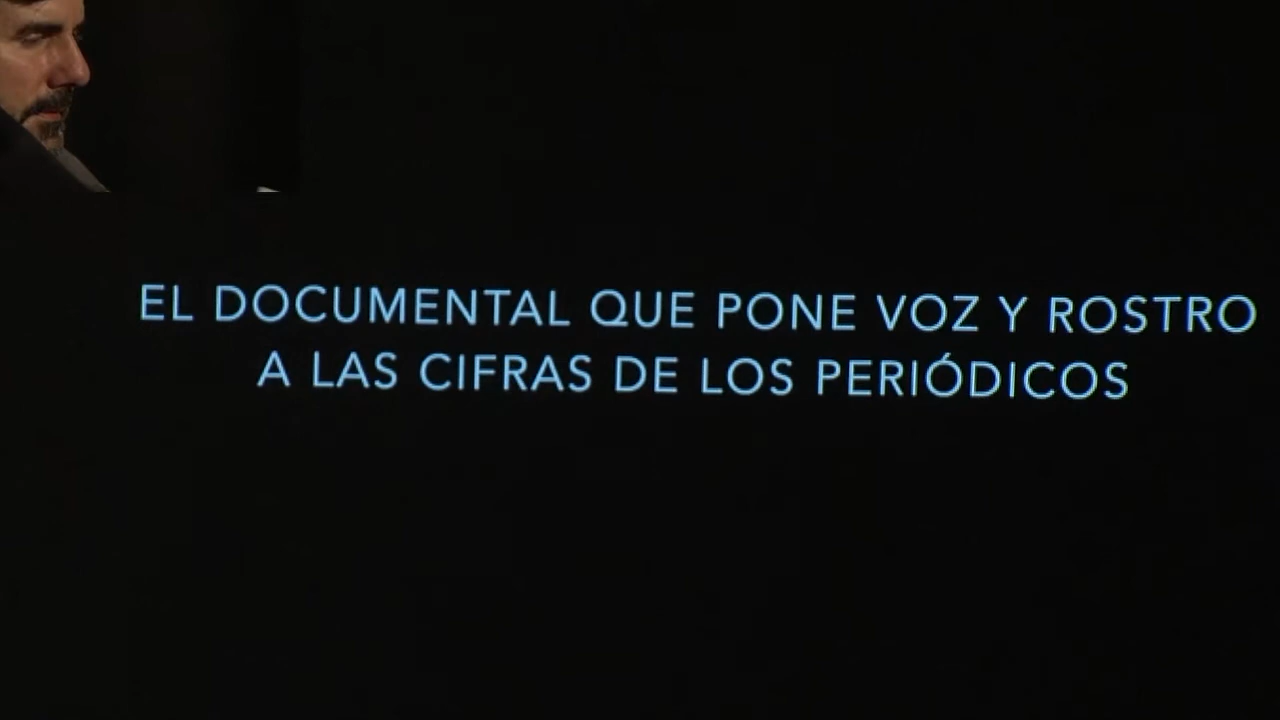 EL DOCUMENTAL QUE PONE VOZ Y ROSTRO
A LAS CIFRAS DE LOS PERIÓDICOS